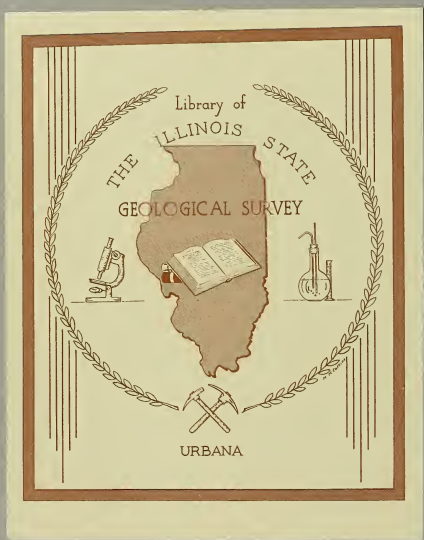 Library of
THE ILLINOIS STATE
GEOLOGICAL SURVEY
URBANA